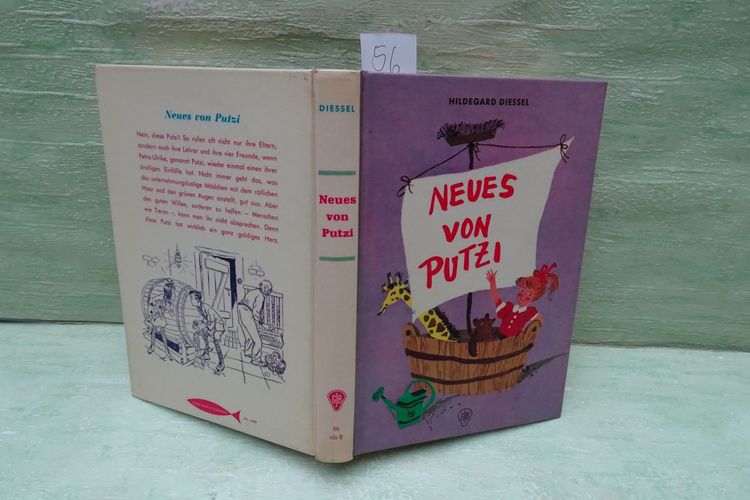 56
Neues von Putzi
Nein, diese Putzi! So rufen oft nicht nur ihre Eltern,
sondern auch ihre Lehrer und ihre vier Freunde, wenn
Petra-Ulrike, genannt Putzi, wieder einmal einen ihrer
drolligen Einfälle hat. Nicht immer geht das, was
das unternehmungslustige Mädchen mit dem rötlichen
Haar und den grünen Augen anstellt, gut aus. Aber
den guten Willen, anderen zu helfen – Menschen
wie Tieren –, kann man ihr nicht absprechen. Denn
diese Putzi hat wirklich ein ganz goldiges Herz.
DIESSEL
Neues
von
Putzi
M
ab 8
HILDEGARD DIESSEL
NEUES
VON
PUTZI